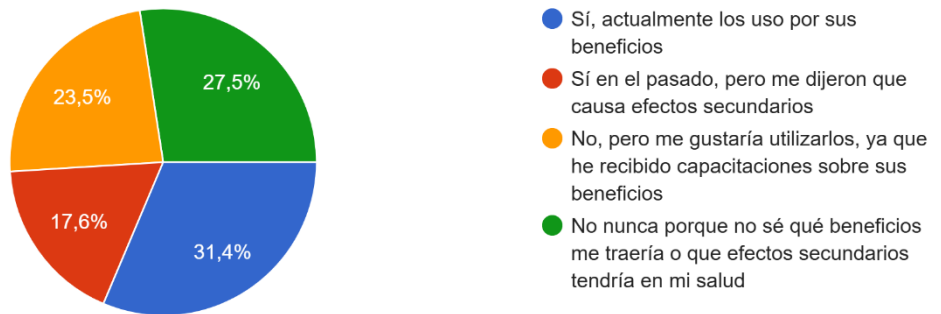 27,5%
23,5%
17,6%
31,4%
Sí, actualmente los uso por sus
beneficios
Sí en el pasado, pero me dijeron que
causa efectos secundarios
No, pero me gustaría utilizarlos, ya que
he recibido capacitaciones sobre sus
beneficios
No nunca porque no sé qué beneficios
me traería o que efectos secundarios
tendría en mi salud